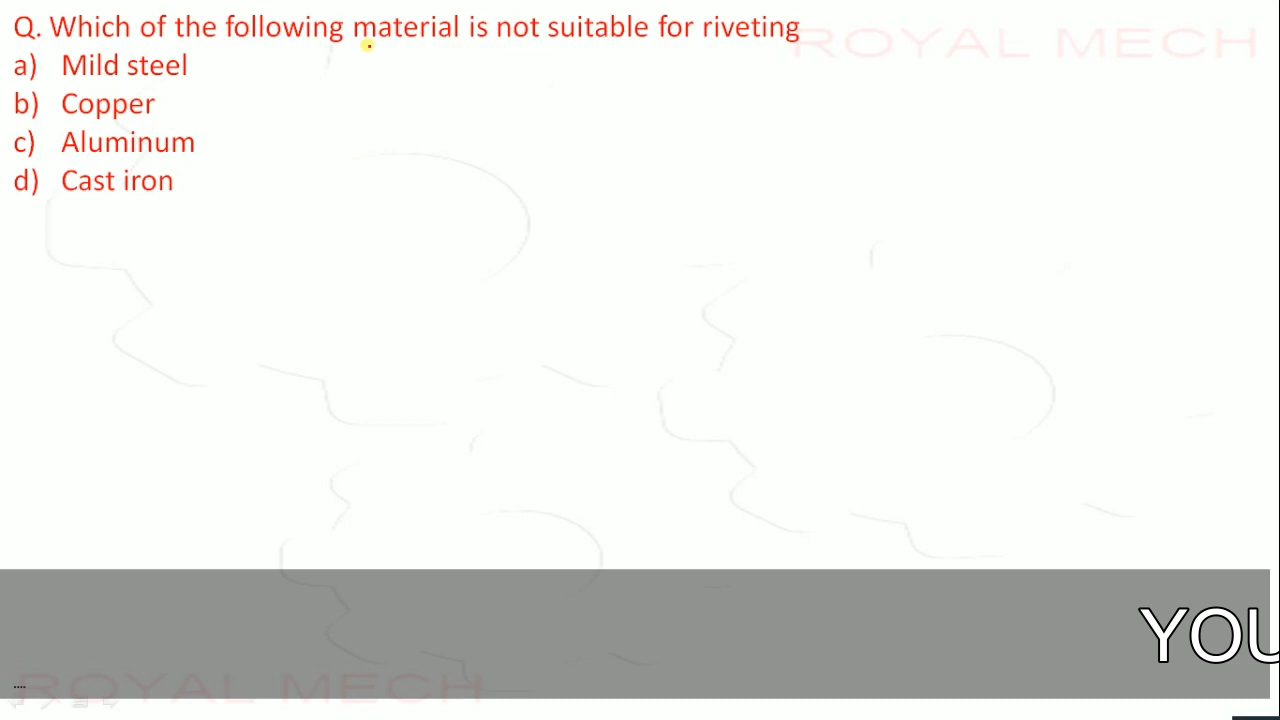 Q. Which of the following material is not suitable for riveting
ROYAL MECH
a) Mild steel
b) Copper
c) Aluminum
d) Cast iron
YOU
ROYAL MECH
....